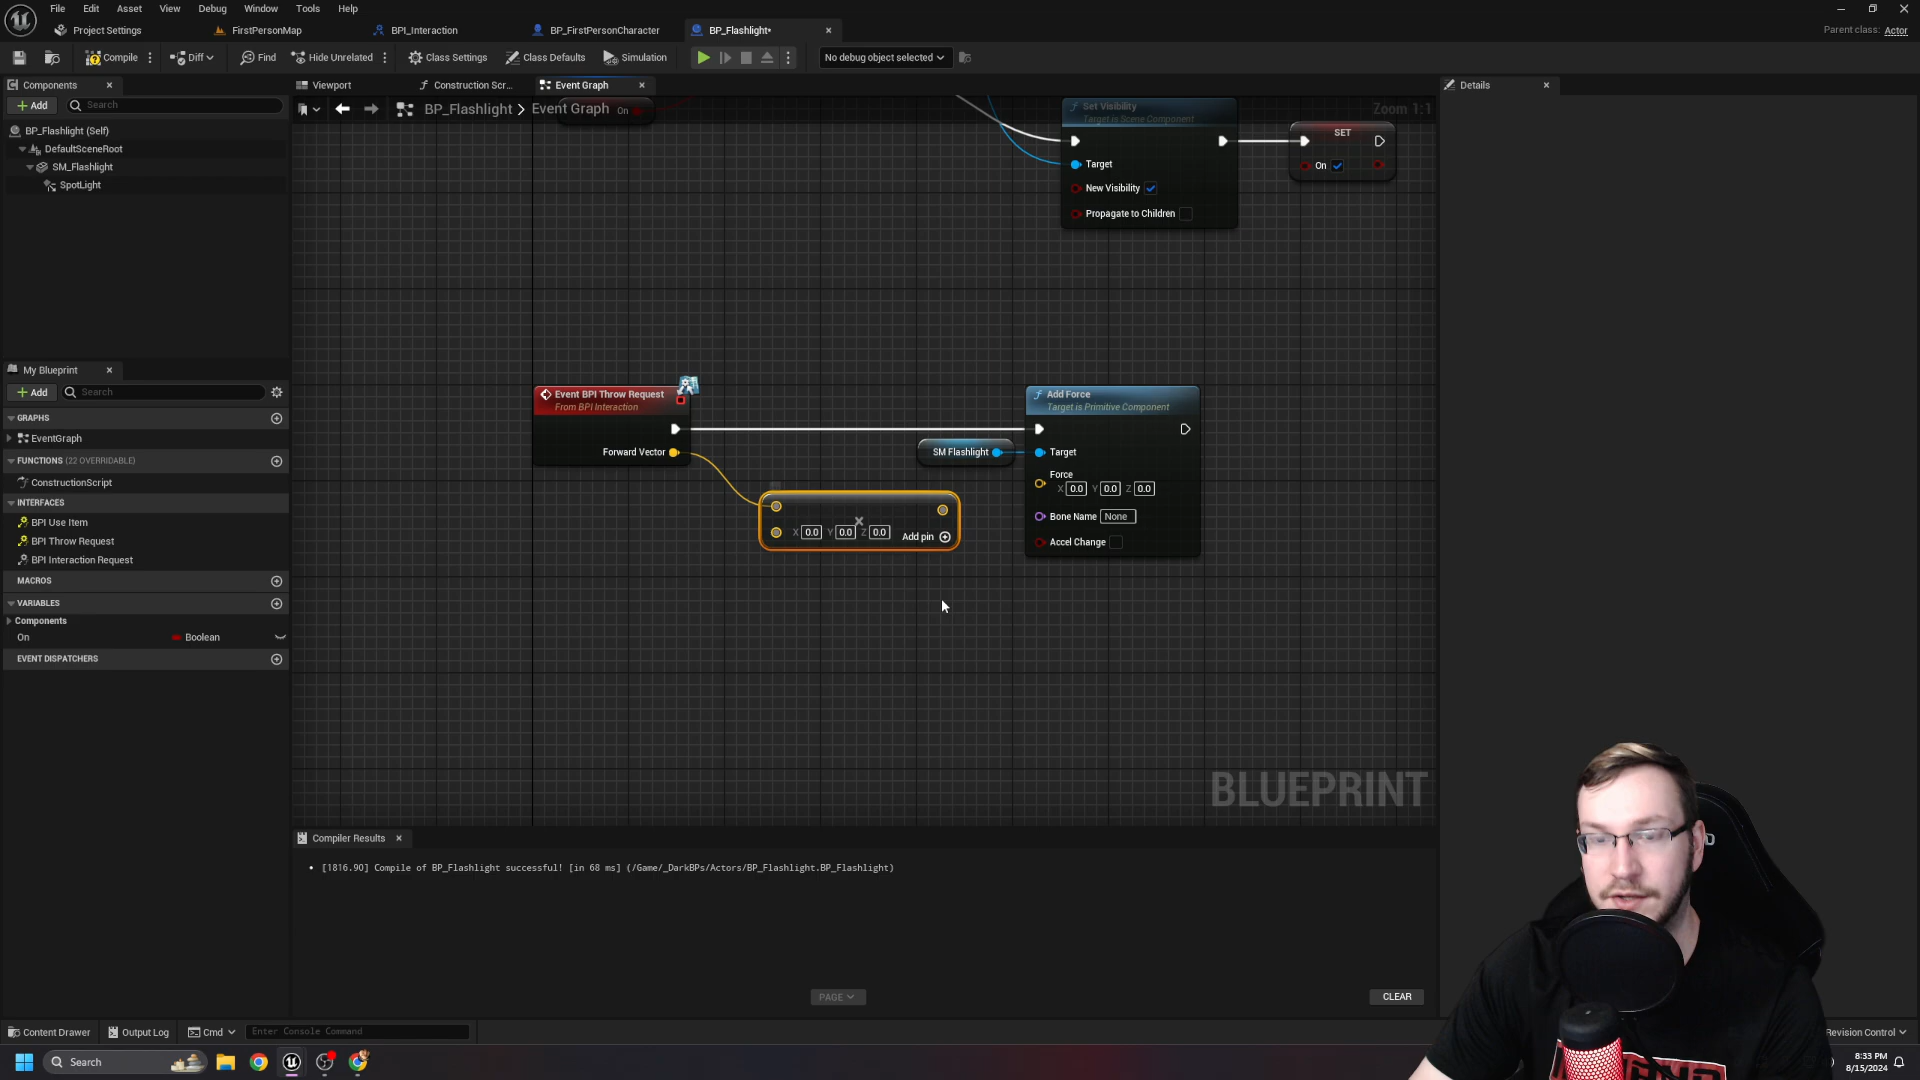 File Edit Asset View Window Debug Tools Help
Project Settings FirstPersonMap BPI_Interaction BP_FirstPersonCharacter BP_Flashlight*
Parent class: Actor
Compile Diff Find Hide Unrelated Class Settings Class Defaults Simulation No debug object selected
Components
Add Search
BP_Flashlight (Self)
DefaultSceneRoot
SM_Flashlight
SpotLight
My Blueprint
Add Search
GRAPHS
EventGraph
FUNCTIONS (22 OVERRIDABLE)
ConstructionScript
INTERFACES
BPI Use Item
BPI Throw Request
BPI Interaction Request
MACROS
VARIABLES
Components
On Boolean
EVENT DISPATCHERS
Viewport Construction Scr... Event Graph
BP_Flashlight > Event Graph
Zoom 1:1
On
Set Visibility
Target is Scene Component
Target
New Visibility
Propagate to Children
SET
On
Event BPI Throw Request
From BPI Interaction
Forward Vector
X 0.0 Y 0.0 Z 0.0 Add pin
SM Flashlight
Add Force
Target is Primitive Component
Target
Force
X 0.0 Y 0.0 Z 0.0
Bone Name None
Accel Change
BLUEPRINT
Compiler Results
[1816.90] Compile of BP_Flashlight successful! [in 68 ms] (/Game/_DarkBPs/Actors/BP_Flashlight.BP_Flashlight)
PAGE
CLEAR
Details
Content Drawer Output Log Cmd Enter Console Command
Revision Control
Search
8:33 PM
8/15/2024